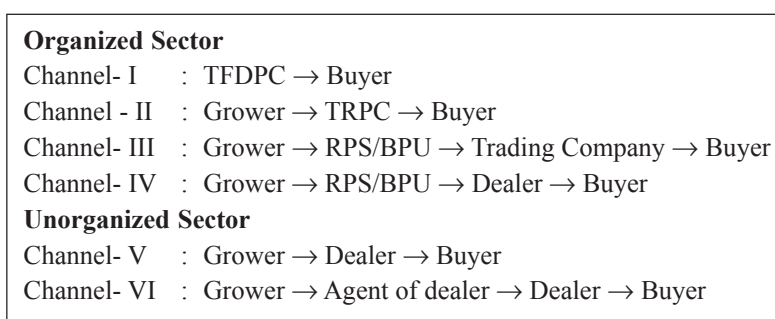 Organized Sector
Channel- I : TFDPC → Buyer
Channel - II : Grower → TRPC → Buyer
Channel- III : Grower → RPS/BPU → Trading Company → Buyer
Channel- IV : Grower → RPS/BPU → Dealer → Buyer
Unorganized Sector
Channel- V : Grower → Dealer → Buyer
Channel- VI : Grower → Agent of dealer → Dealer → Buyer